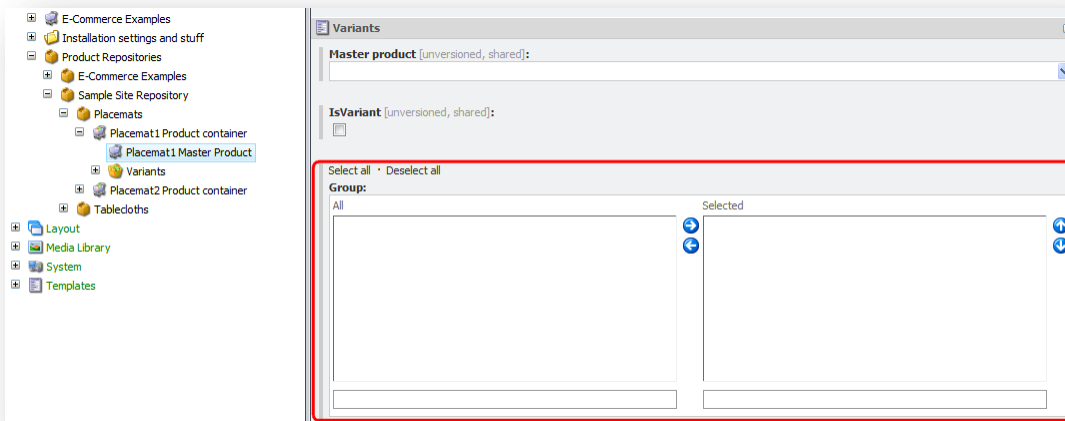 E-Commerce Examples
Installation settings and stuff
Product Repositories
E-Commerce Examples
Sample Site Repository
Placemats
Placemat1 Product container
Placemat1 Master Product
Variants
Placemat2 Product container
Tablecloths
Layout
Media Library
System
Templates
Variants
Master product [unversioned, shared]:
IsVariant [unversioned, shared]:
Select all · Deselect all
Group:
All Selected